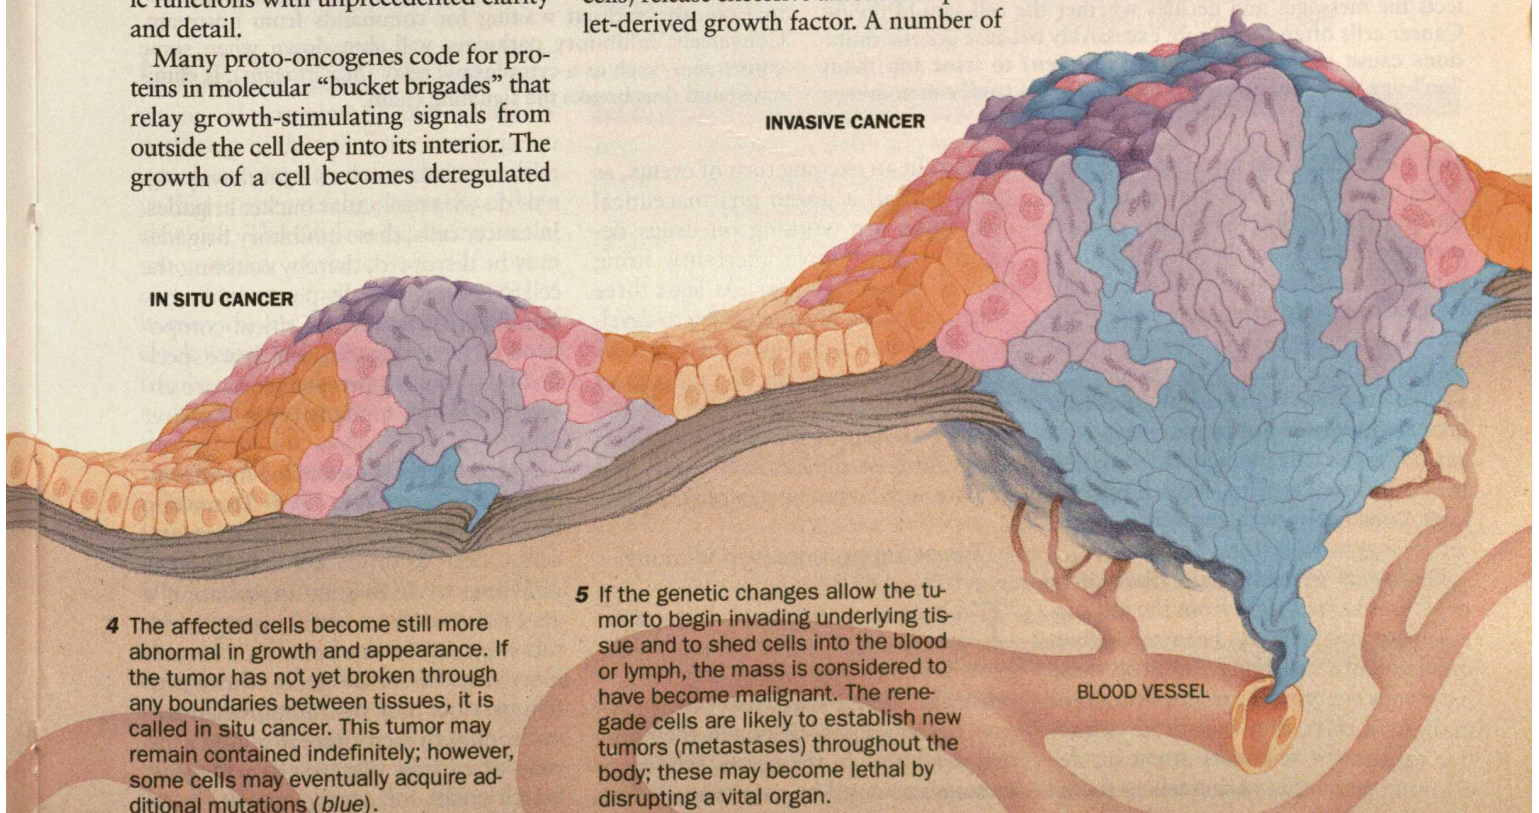 ic functions with unprecedented clarity
and detail.
Many proto-oncogenes code for pro-
teins in molecular “bucket brigades” that
relay growth-stimulating signals from
outside the cell deep into its interior. The
growth of a cell becomes deregulated
let-derived growth factor. A number of
INVASIVE CANCER
IN SITU CANCER
4 The affected cells become still more
abnormal in growth and appearance. If
the tumor has not yet broken through
any boundaries between tissues, it is
called in situ cancer. This tumor may
remain contained indefinitely; however,
some cells may eventually acquire ad-
ditional mutations (blue).
5 If the genetic changes allow the tu-
mor to begin invading underlying tis-
sue and to shed cells into the blood
or lymph, the mass is considered to
have become malignant. The rene-
gade cells are likely to establish new
tumors (metastases) throughout the
body; these may become lethal by
disrupting a vital organ.
BLOOD VESSEL